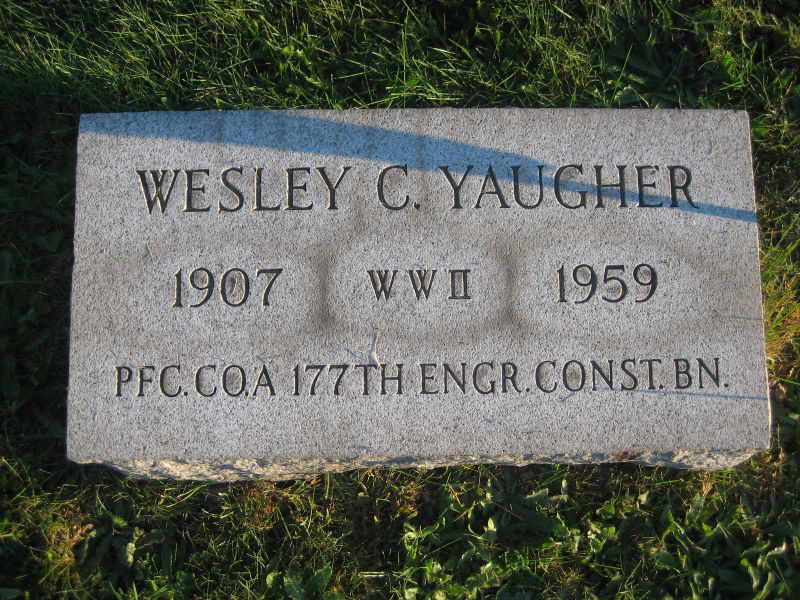 WESLEY C. YAUGHER
1907 WW II 1959
PFC. CO. A 177TH ENGR. CONST. BN.